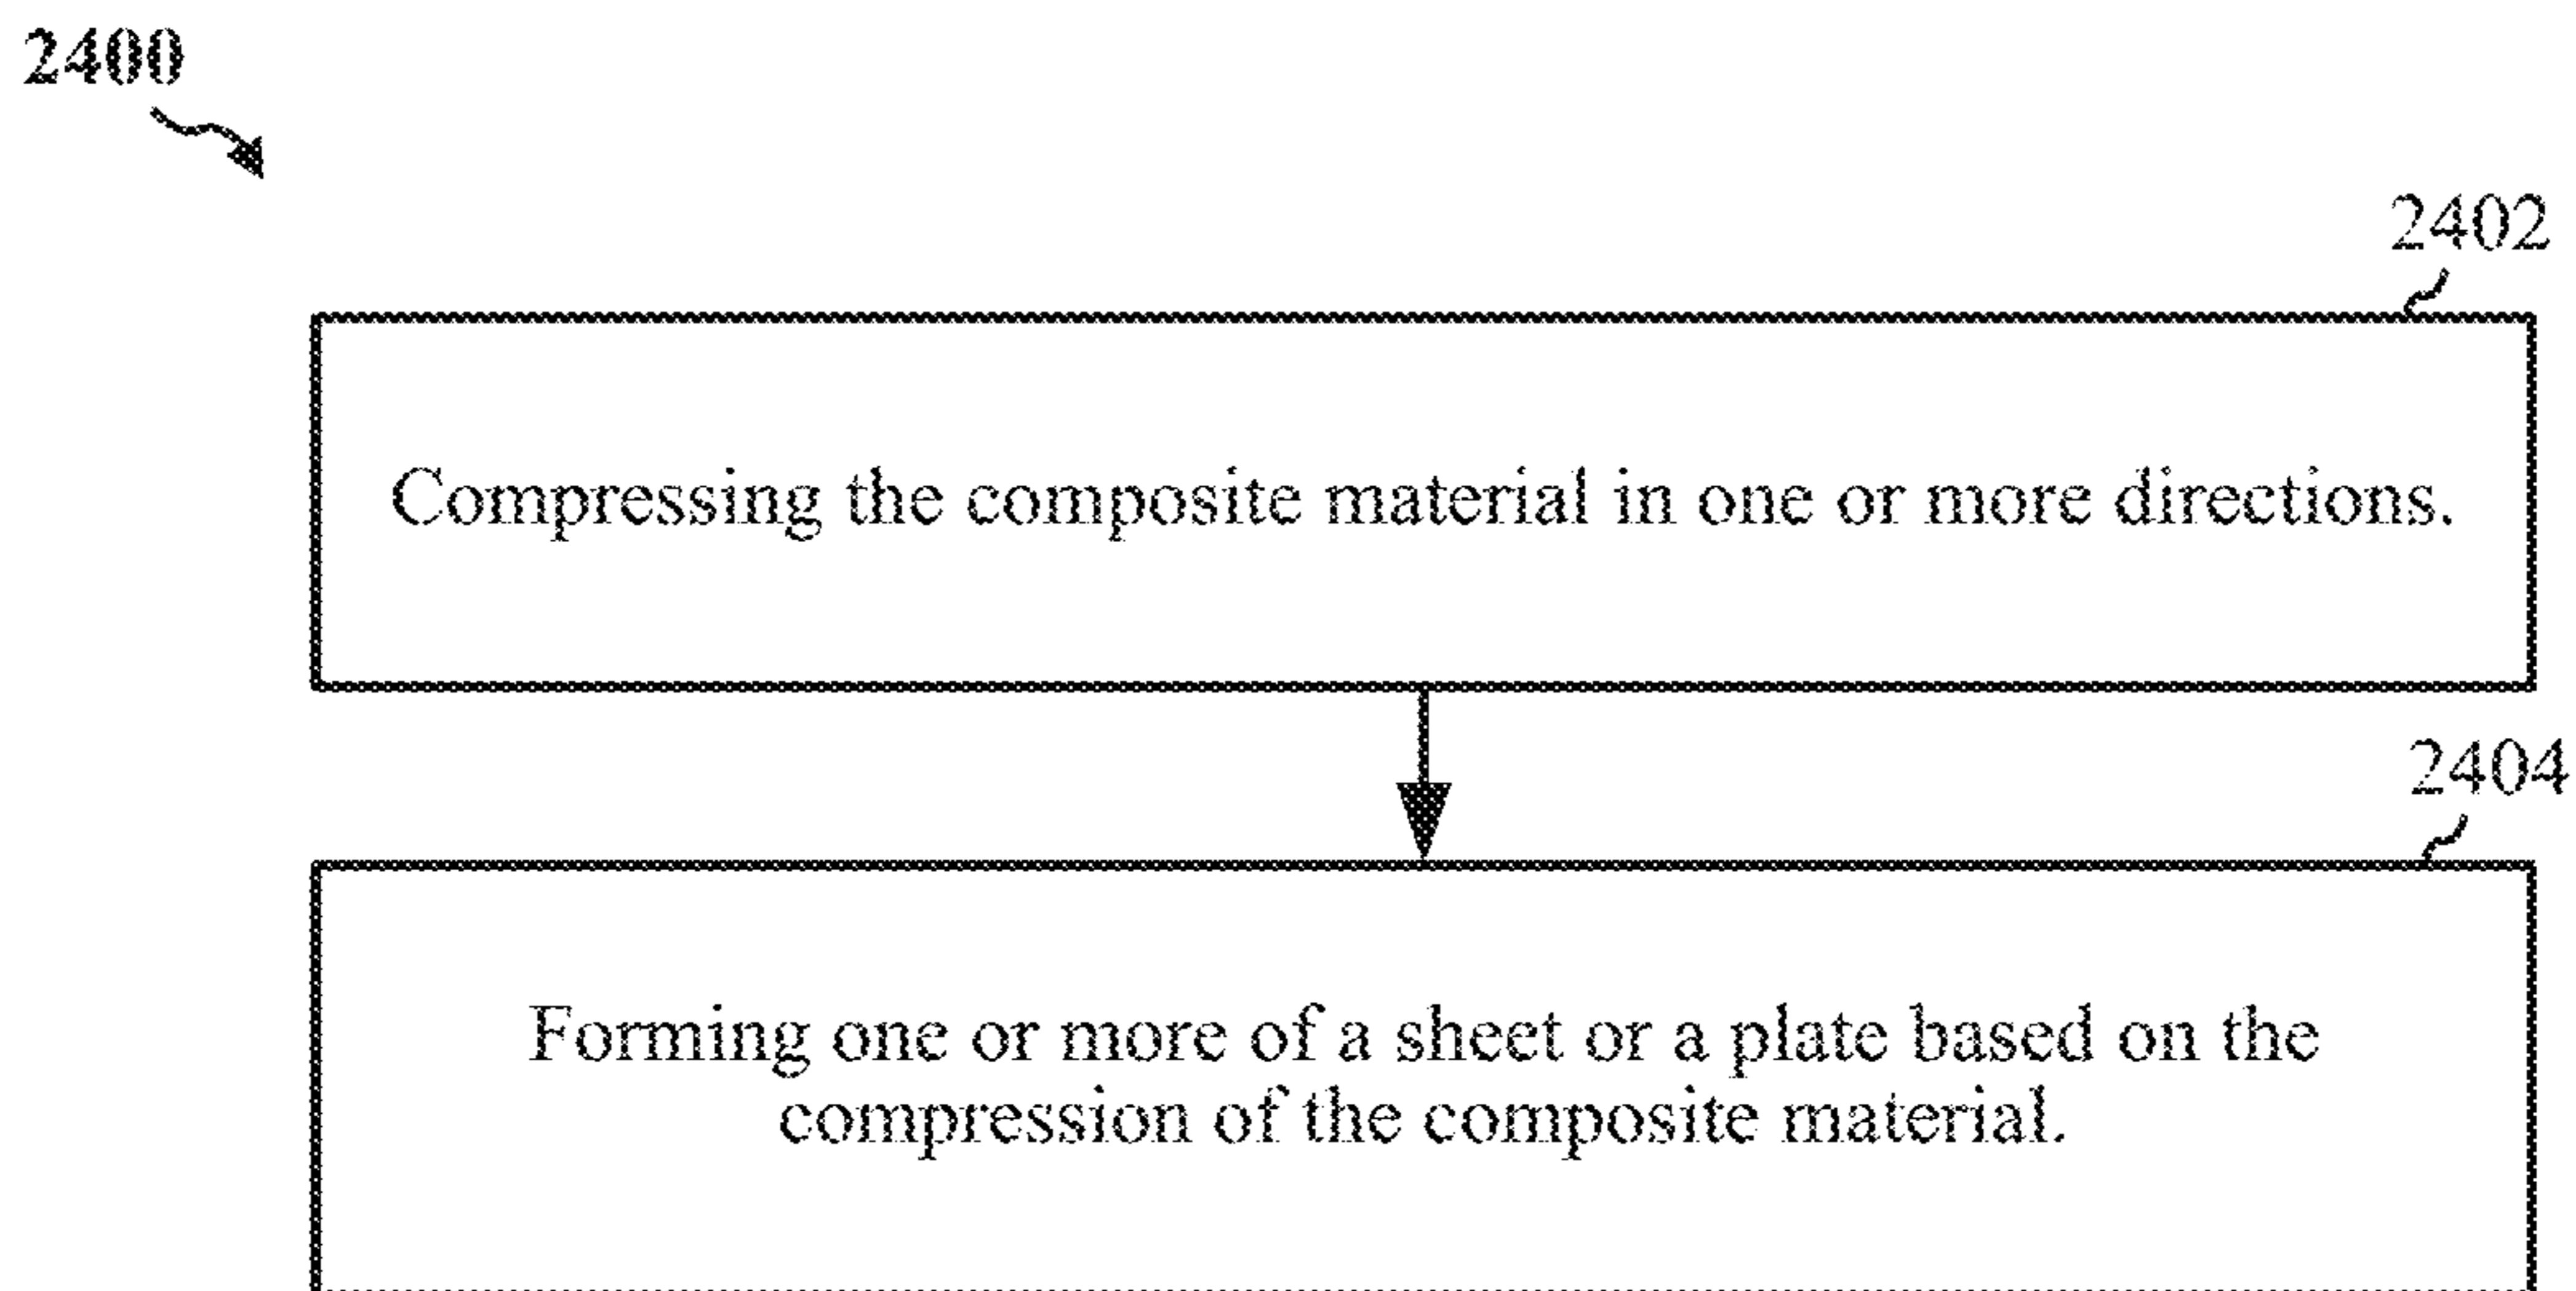 2400
2402
Compressing the composite material in one or more directions.
2404
Forming one or more of a sheet or a plate based on the
compression of the composite material.